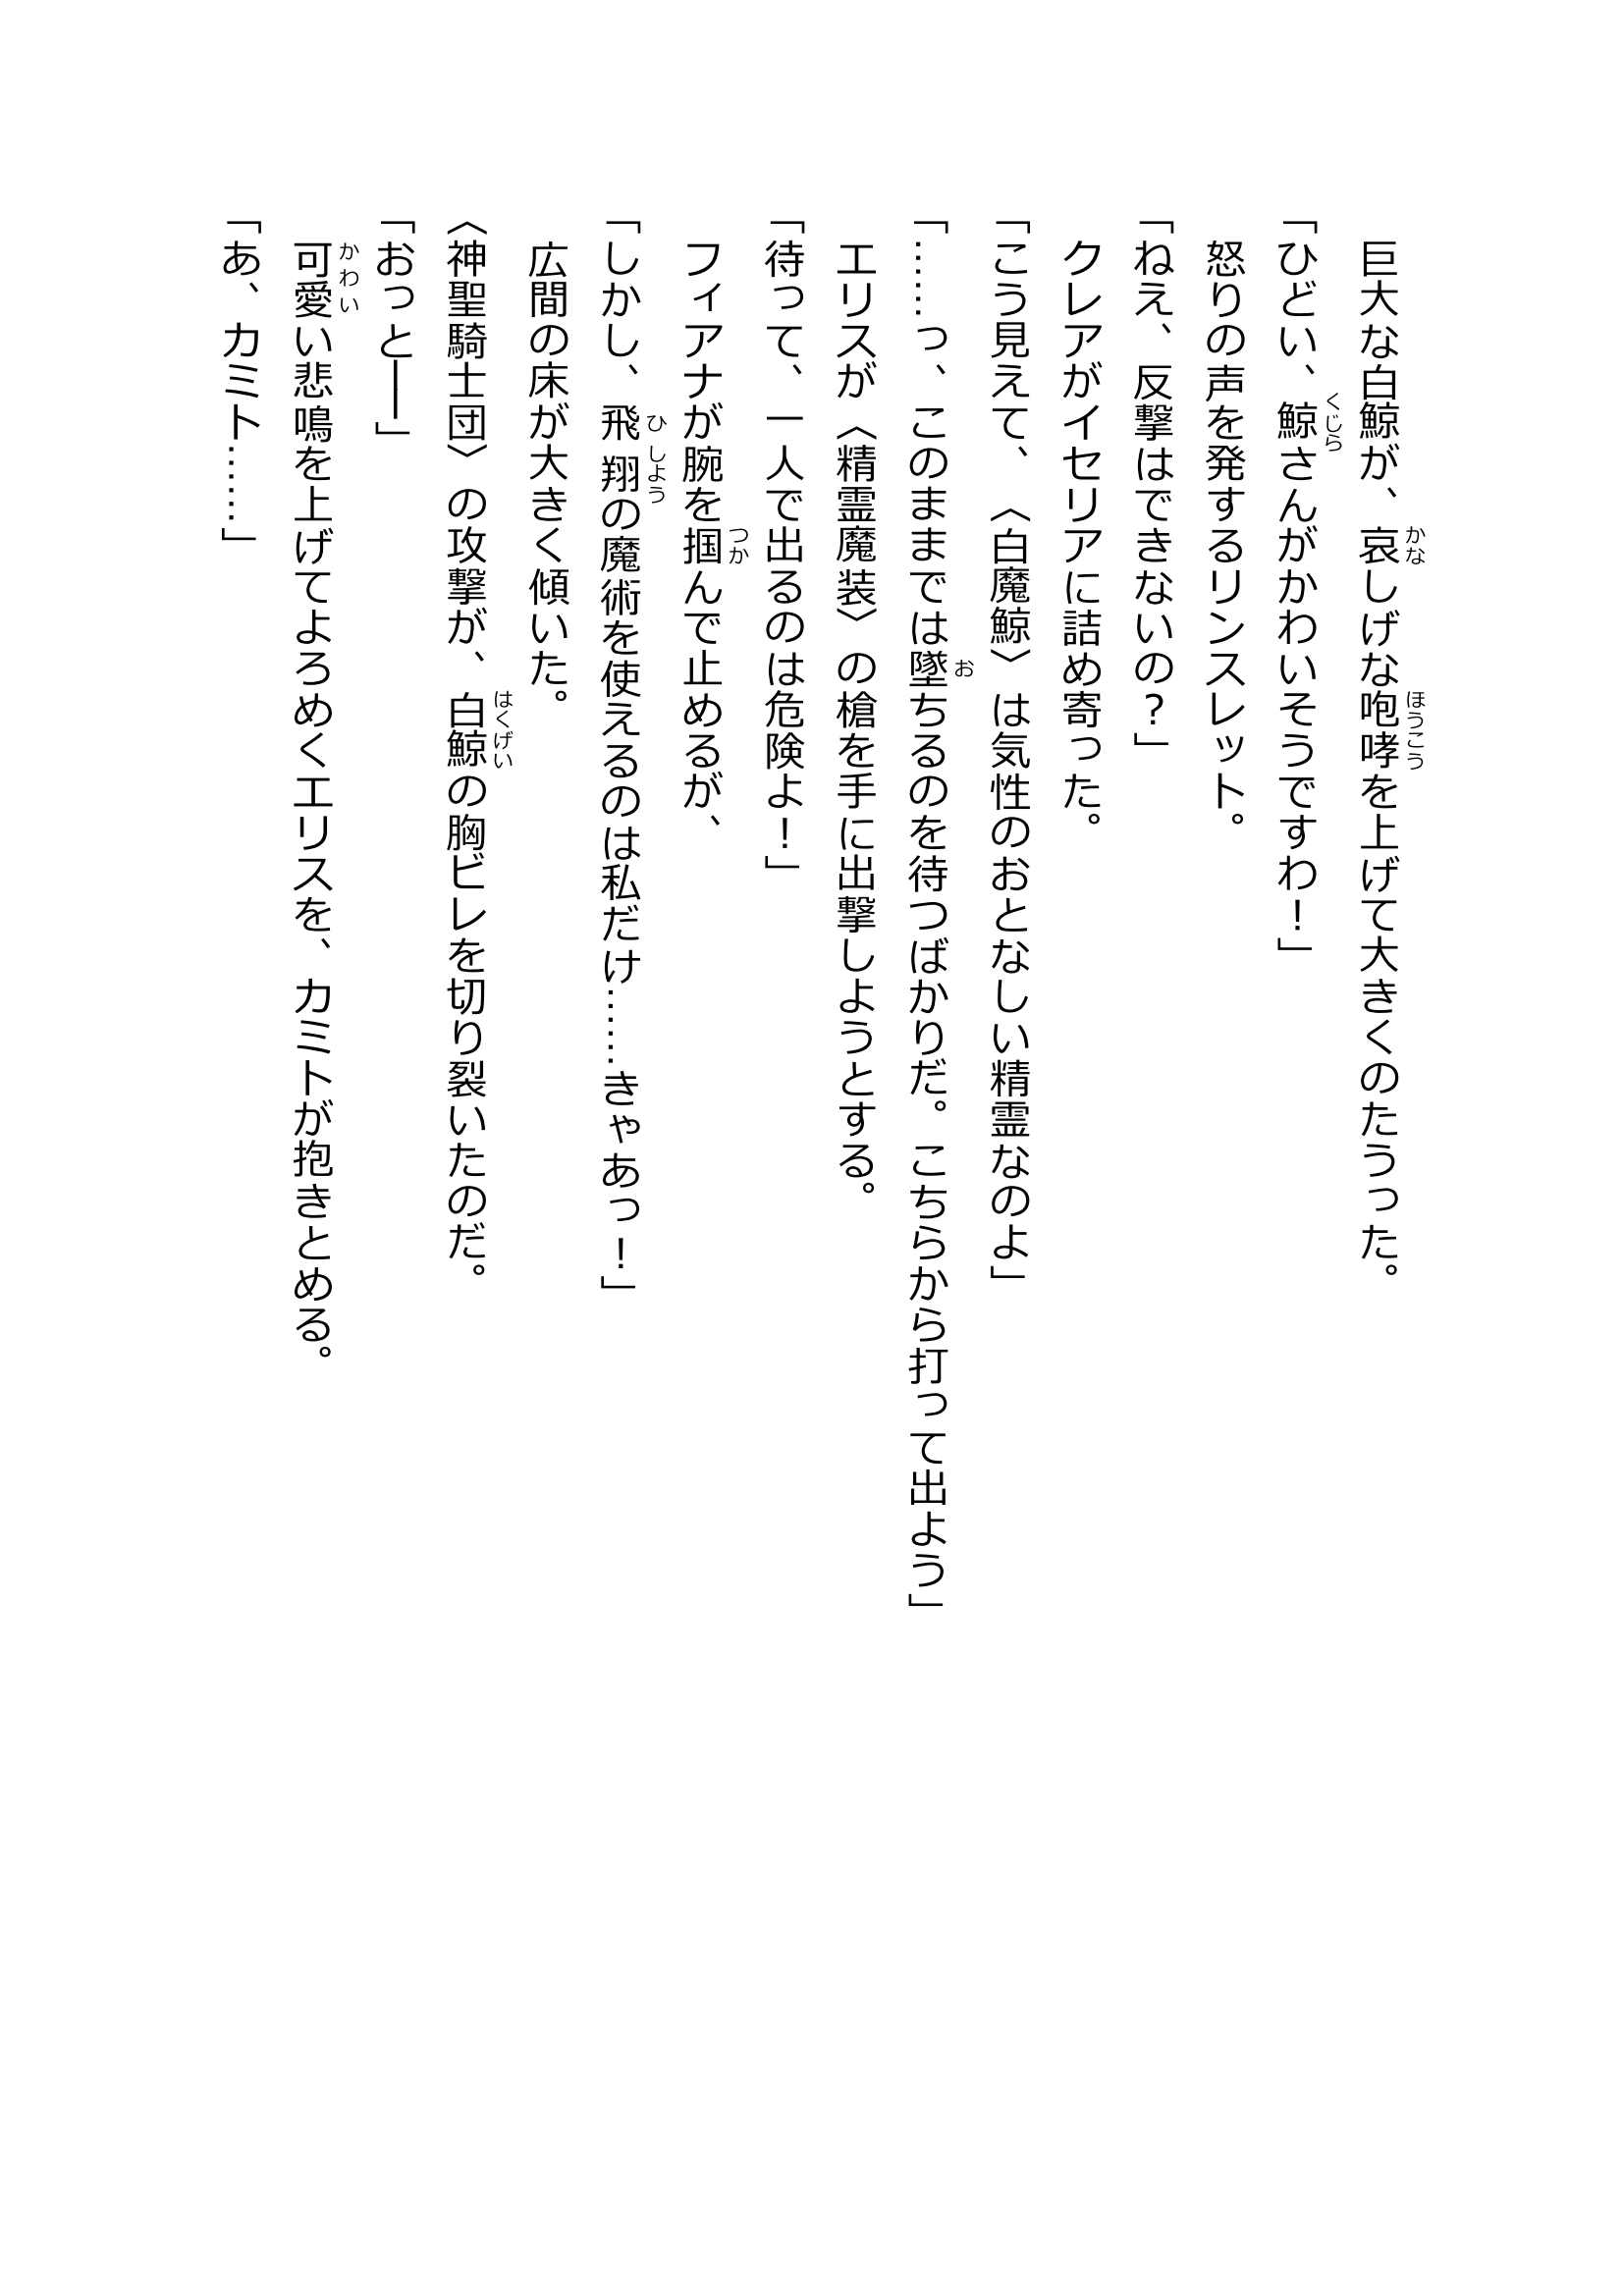 巨大な白鯨が、哀しげな咆哮を上げて大きくのたうった。
「ひどい、鯨さんがかわいそうですわ！」
怒りの声を発するリンスレット。
「ねえ、反撃はできないの？」
クレアがイセリアに詰め寄った。
「こう見えて、〈白魔鯨〉は気性のおとなしい精霊なのよ」
「……っ、このままでは墜ちるのを待つばかりだ。こちらから打って出よう」
エリスが〈精霊魔装〉の槍を手に出撃しようとする。
「待って、一人で出るのは危険よ！」
フィアナが腕を掴んで止めるが、
「しかし、飛翔の魔術を使えるのは私だけ……きゃあっ！」
広間の床が大きく傾いた。
〈神聖騎士団〉の攻撃が、白鯨の胸ビレを切り裂いたのだ。
「おっと――」
可愛い悲鳴を上げてよろめくエリスを、カミトが抱きとめる。
「あ、カミト……」